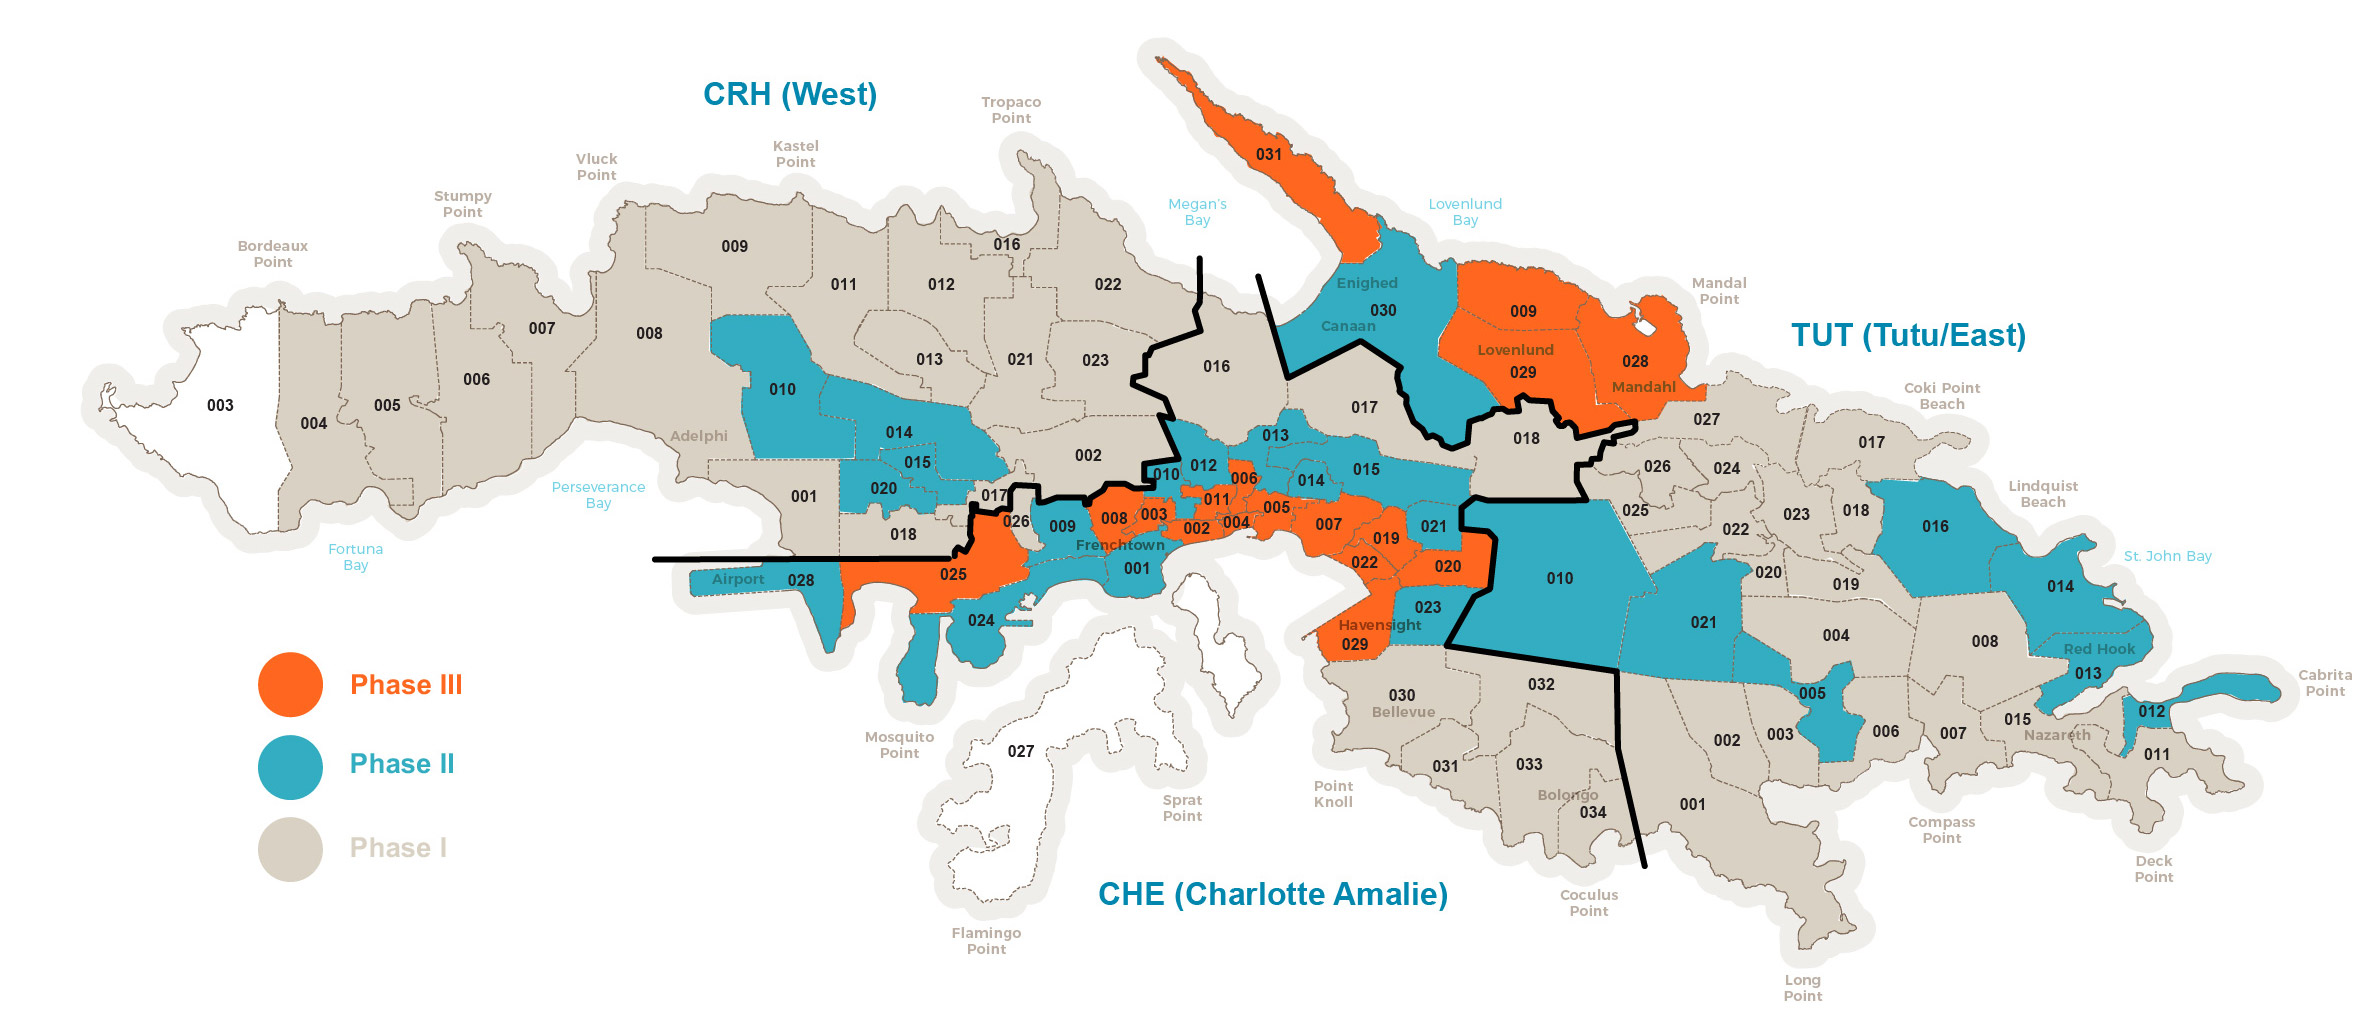 CRH (West)
Tropaco
Point
Kastel
Point
Vluck
Point
Stumpy
Point
Bordeaux
Point
Megan's
Bay
Lovenlund
Bay
Mandal
Point
TUT (Tutu/East)
Coki Point
Beach
Lindquist
Beach
St. John Bay
Cabrita
Point
031
009
016
011
012
022
007
008
013
021
023
006
010
003
004
005
014
015
002
Adelphi
020
001
017
018
Perseverance
Bay
Fortuna
Bay
Enighed
030
Canaan
009
Lovenlund
029
028
Mandahl
016
017
018
013
012
010
015
014
006
011
005
003
008
002
004
007
009
026
Frenchtown
001
021
019
022
020
025
Airport
028
024
023
Havensight
029
027
026
024
017
025
022
023
018
016
020
019
014
010
021
004
008
Red Hook
013
005
012
006
007
015
Nazareth
011
003
002
001
030
Bellevue
032
031
033
Bolongo
034
027
Mosquito
Point
Sprat
Point
Point
Knoll
Flamingo
Point
Coculus
Point
Compass
Point
Deck
Point
Long
Point
CHE (Charlotte Amalie)
Phase III
Phase II
Phase I